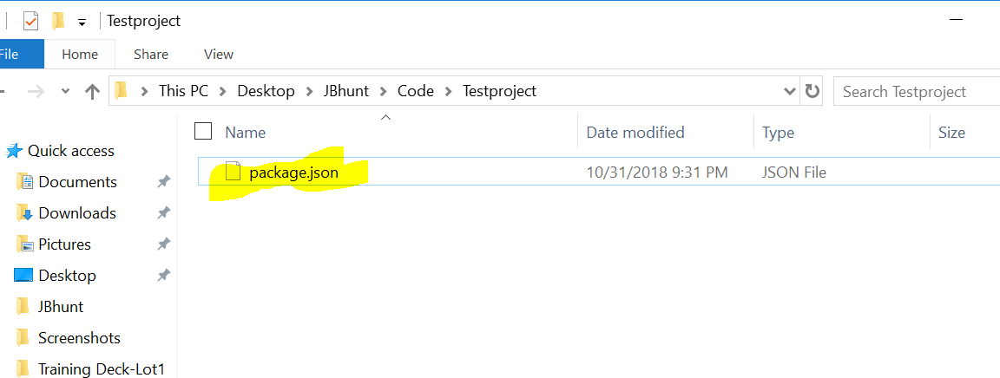 Testproject
File Home Share View
This PC Desktop JBhunt Code Testproject Search Testproject
Name Date modified Type Size
Quick access
package.json 10/31/2018 9:31 PM JSON File
Documents
Downloads
Pictures
Desktop
JBhunt
Screenshots
Training Deck-Lot1